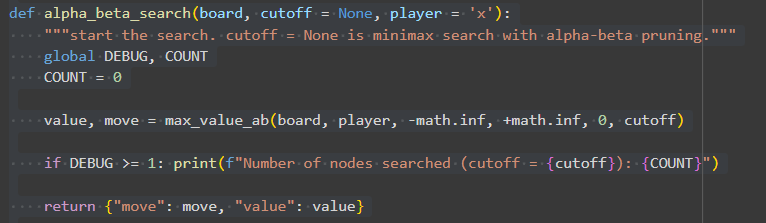 def alpha_beta_search(board, cutoff = None, player = 'x'):
    """start the search. cutoff = None is minimax search with alpha-beta pruning."""
    global DEBUG, COUNT
    COUNT = 0
    value, move = max_value_ab(board, player, -math.inf, +math.inf, 0, cutoff)
    if DEBUG >= 1: print(f"Number of nodes searched (cutoff = {cutoff}): {COUNT}")
    return {"move": move, "value": value}